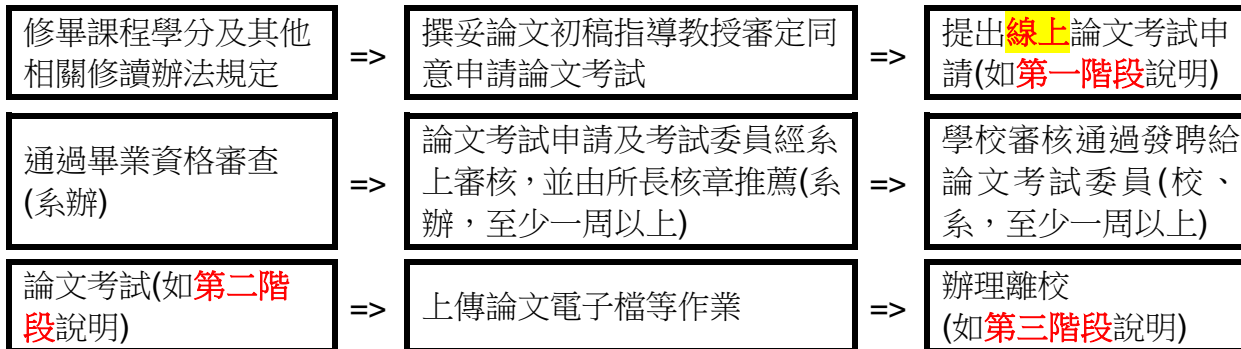 修畢課程學分及其他
相關修讀辦法規定
=>
撰妥論文初稿指導教授審定同
意申請論文考試
=>
提出線上論文考試申
請(如第一階段說明)
通過畢業資格審查
(系辦)
=>
論文考試申請及考試委員經系
上審核，並由所長核章推薦(系
辦，至少一周以上)
=>
學校審核通過發聘給
論文考試委員(校、
系，至少一周以上)
論文考試(如第二階
段說明)
=>
上傳論文電子檔等作業
=>
辦理離校
(如第三階段說明)